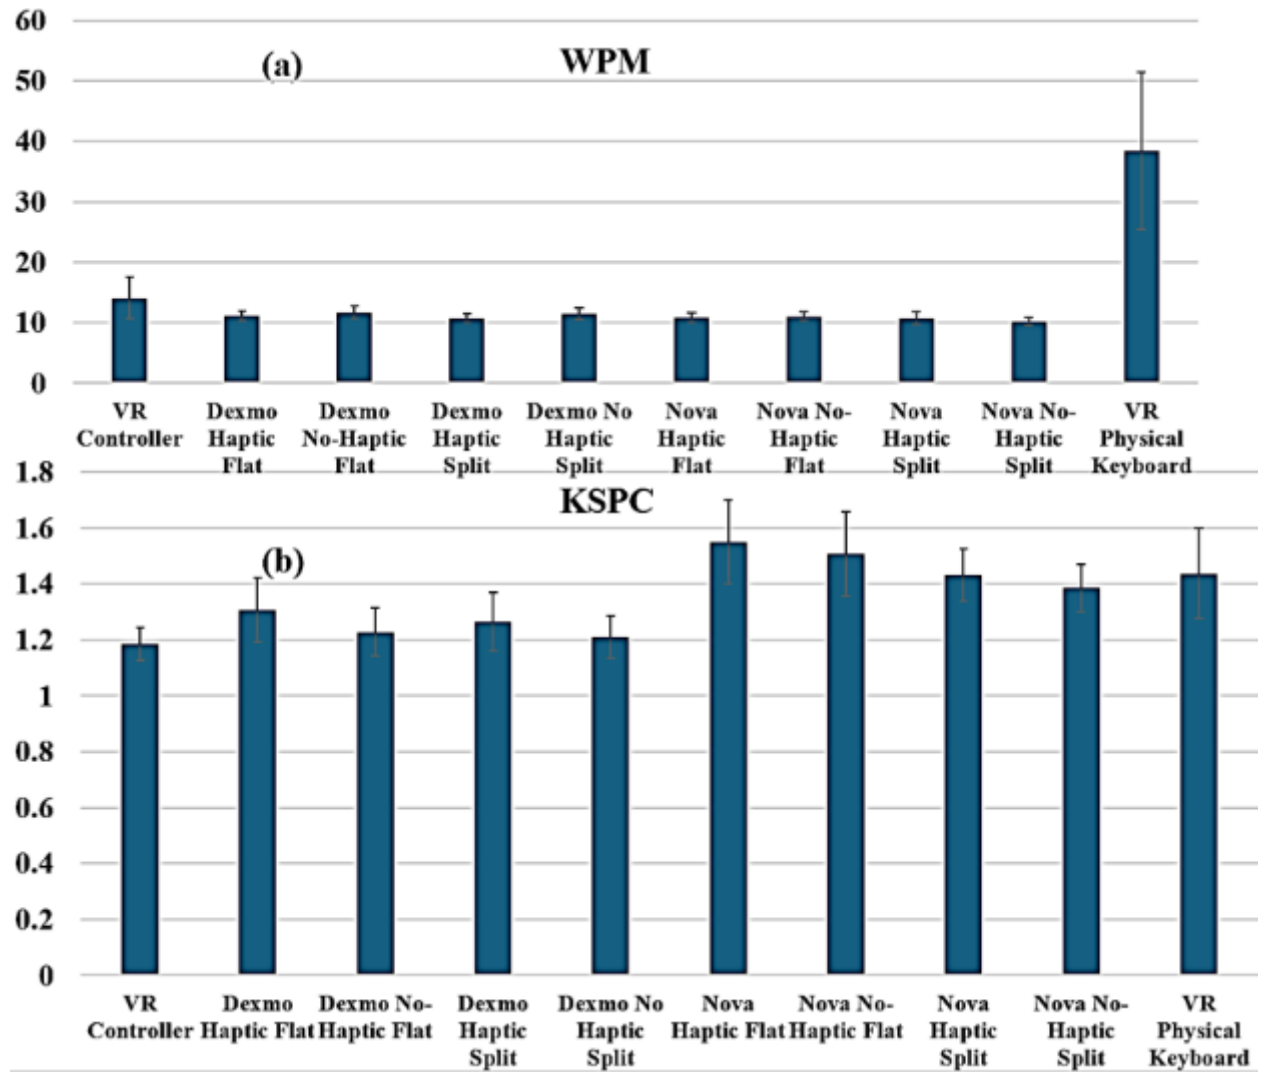 60
(a) WPM
50
40
30
20
10
0
VR Controller
Dexmo Haptic Flat
Dexmo No-Haptic Flat
Dexmo Haptic Split
Dexmo No Haptic Split
Nova Haptic Flat
Nova No-Haptic Flat
Nova Haptic Split
Nova No-Haptic Split
VR Physical Keyboard
1.8
KSPC
1.6
(b)
1.4
1.2
1
0.8
0.6
0.4
0.2
0
VR Controller
Dexmo Haptic Flat
Dexmo No-Haptic Flat
Dexmo Haptic Split
Dexmo No Haptic Split
Nova Haptic Flat
Nova No-Haptic Flat
Nova Haptic Split
Nova No-Haptic Split
VR Physical Keyboard